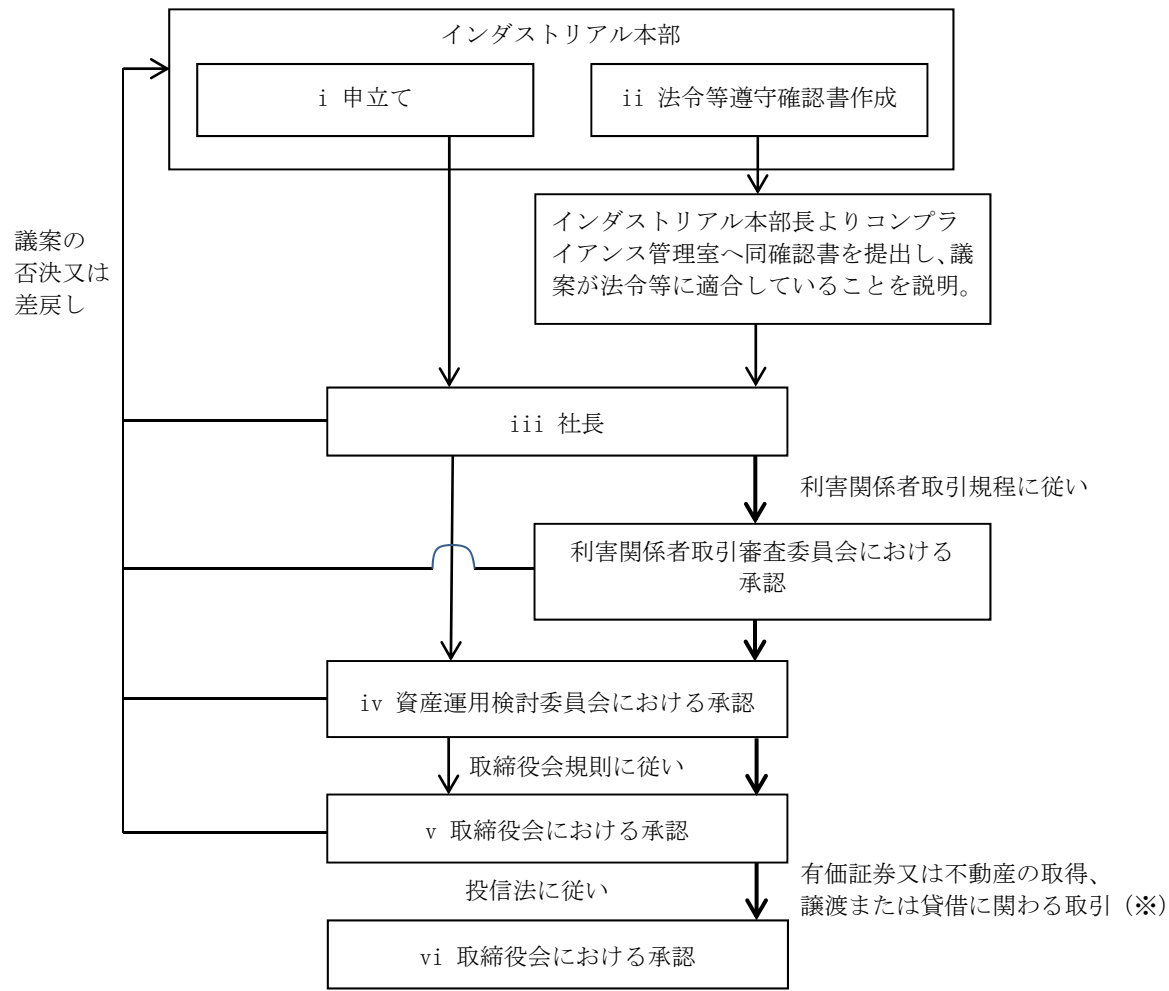 インダストリアル本部
i 申立て
ii 法令等遵守確認書作成
インダストリアル本部長よりコンプラ
イアンス管理室へ同確認書を提出し、議
案が法令等に適合していることを説明。
議案の
否決又は
差戻し
iii 社長
利害関係者取引規程に従い
利害関係者取引審査委員会における
承認
iv 資産運用検討委員会における承認
取締役会規則に従い
v 取締役会における承認
投信法に従い
有価証券又は不動産の取得、
譲渡または貸借に関わる取引（※）
vi 取締役会における承認